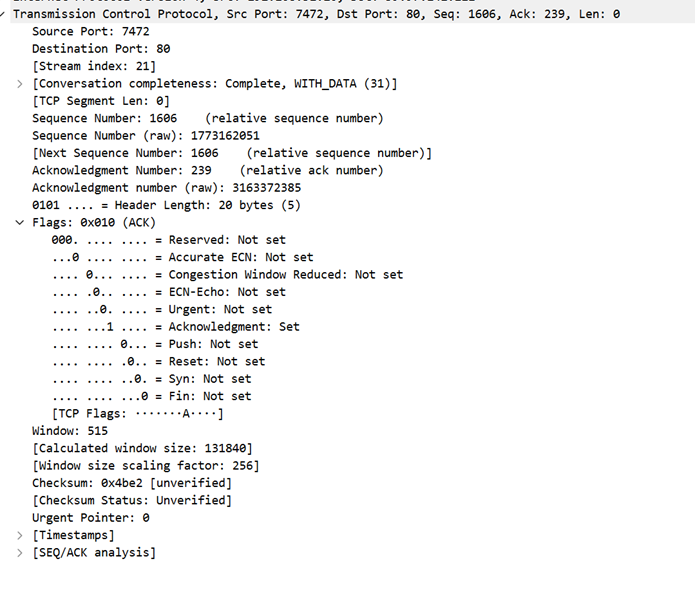 Transmission Control Protocol, Src Port: 7472, Dst Port: 80, Seq: 1606, Ack: 239, Len: 0
Source Port: 7472
Destination Port: 80
[Stream index: 21]
[Conversation completeness: Complete, WITH_DATA (31)]
[TCP Segment Len: 0]
Sequence Number: 1606    (relative sequence number)
Sequence Number (raw): 1773162051
[Next Sequence Number: 1606    (relative sequence number)]
Acknowledgment Number: 239    (relative ack number)
Acknowledgment number (raw): 3163372385
0101 .... = Header Length: 20 bytes (5)
Flags: 0x010 (ACK)
000. .... .... = Reserved: Not set
...0 .... .... = Accurate ECN: Not set
.... 0... .... = Congestion Window Reduced: Not set
.... .0.. .... = ECN-Echo: Not set
.... ..0. .... = Urgent: Not set
.... ...1 .... = Acknowledgment: Set
.... .... 0... = Push: Not set
.... .... .0.. = Reset: Not set
.... .... ..0. = Syn: Not set
.... .... ...0 = Fin: Not set
[TCP Flags: ·······A····]
Window: 515
[Calculated window size: 131840]
[Window size scaling factor: 256]
Checksum: 0x4be2 [unverified]
[Checksum Status: Unverified]
Urgent Pointer: 0
[Timestamps]
[SEQ/ACK analysis]